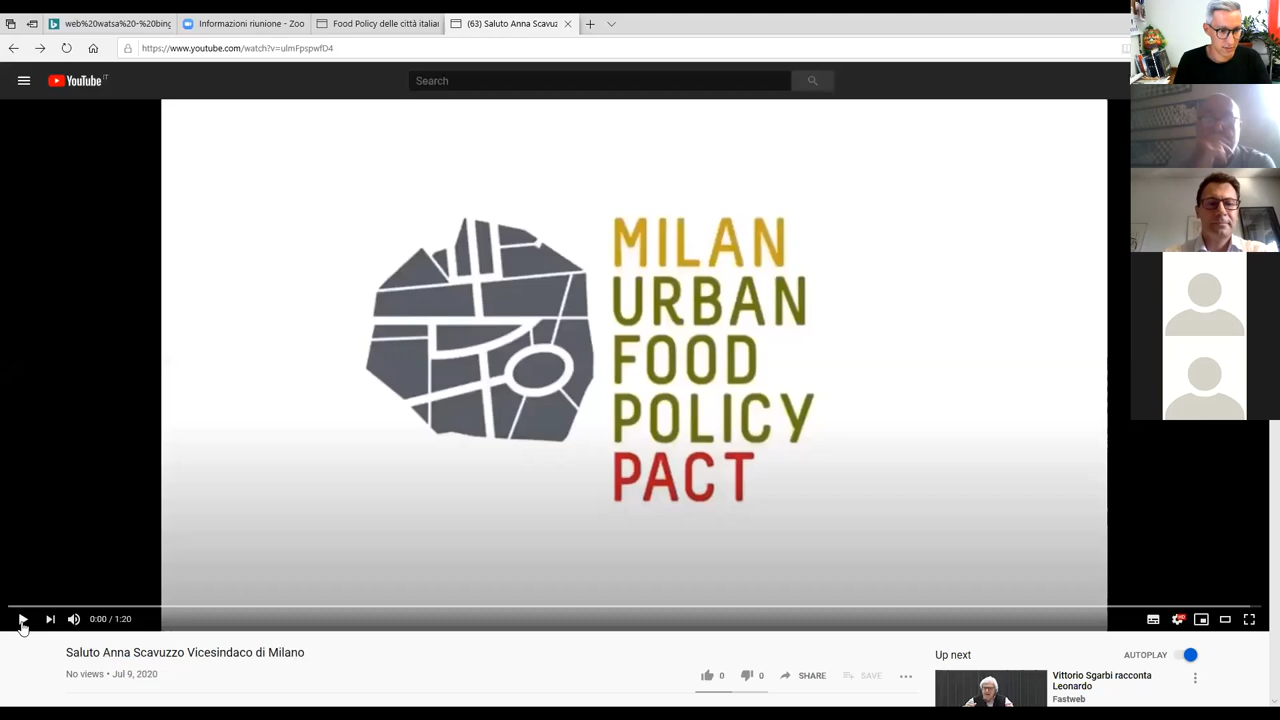 web%20watsa%20-%20bing
Informazioni riunione - Zoo
Food Policy delle città italian
(63) Saluto Anna Scavuz
https://www.youtube.com/watch?v=ulmFpspwfD4
YouTube IT
Search
MILAN
URBAN
FOOD
POLICY
PACT
0:00 / 1:20
Saluto Anna Scavuzzo Vicesindaco di Milano
No views • Jul 9, 2020
0
0
SHARE
SAVE
Up next
AUTOPLAY
Vittorio Sgarbi racconta
Leonardo
Fastweb